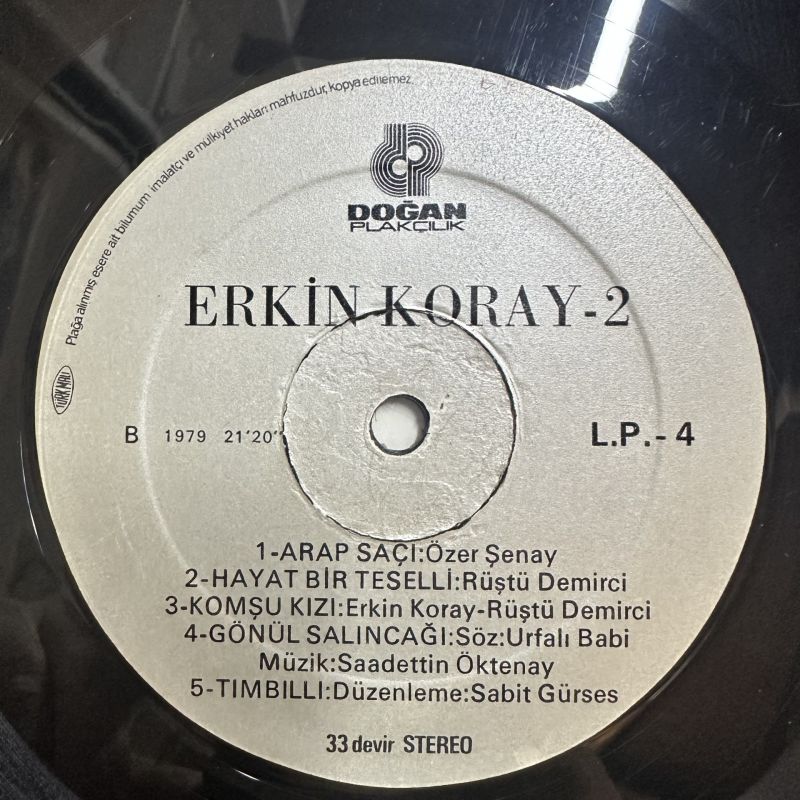 Plağa alınmış esere ait bilumum imalatçı ve mülkiyet hakları mahfuzdur, kopya edilemez.
DOĞAN
PLAKÇILIK
ERKİN KORAY-2
TÜRK MALI
B 1979 21'20"
L.P.- 4
1-ARAP SAÇI:Özer Şenay
2-HAYAT BİR TESELLİ:Rüştü Demirci
3-KOMŞU KIZI:Erkin Koray-Rüştü Demirci
4-GÖNÜL SALINCAĞI:Söz:Urfalı Babi
Müzik:Saadettin Öktenay
5-TIMBILLI:Düzenleme:Sabit Gürses
33 devir STEREO